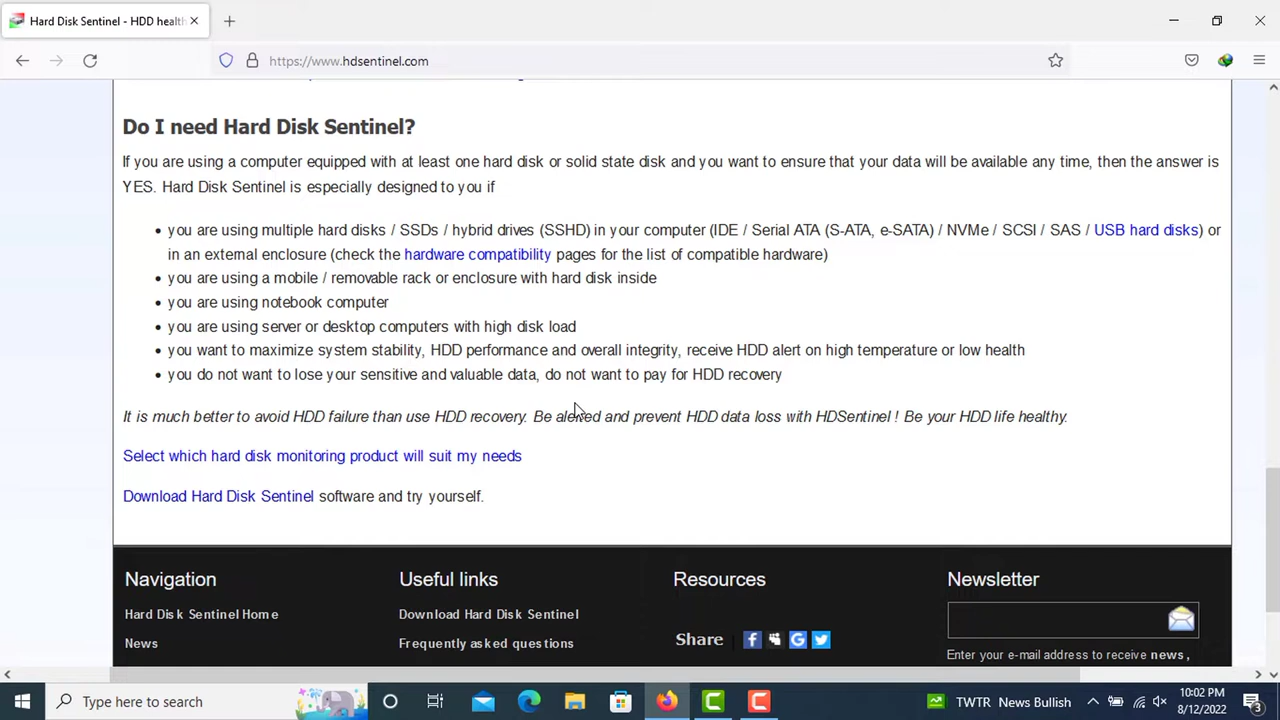 Hard Disk Sentinel - HDD health
https://www.hdsentinel.com
Do I need Hard Disk Sentinel?
If you are using a computer equipped with at least one hard disk or solid state disk and you want to ensure that your data will be available any time, then the answer is
YES. Hard Disk Sentinel is especially designed to you if
you are using multiple hard disks / SSDs / hybrid drives (SSHD) in your computer (IDE / Serial ATA (S-ATA, e-SATA) / NVMe / SCSI / SAS / USB hard disks) or
in an external enclosure (check the hardware compatibility pages for the list of compatible hardware)
you are using a mobile / removable rack or enclosure with hard disk inside
you are using notebook computer
you are using server or desktop computers with high disk load
you want to maximize system stability, HDD performance and overall integrity, receive HDD alert on high temperature or low health
you do not want to lose your sensitive and valuable data, do not want to pay for HDD recovery
It is much better to avoid HDD failure than use HDD recovery. Be alerted and prevent HDD data loss with HDSentinel ! Be your HDD life healthy.
Select which hard disk monitoring product will suit my needs
Download Hard Disk Sentinel software and try yourself.
Navigation Useful links Resources Newsletter
Hard Disk Sentinel Home Download Hard Disk Sentinel
News Frequently asked questions Share
Enter your e-mail address to receive news,
Type here to search
TWTR News Bullish
10:02 PM
8/12/2022
3